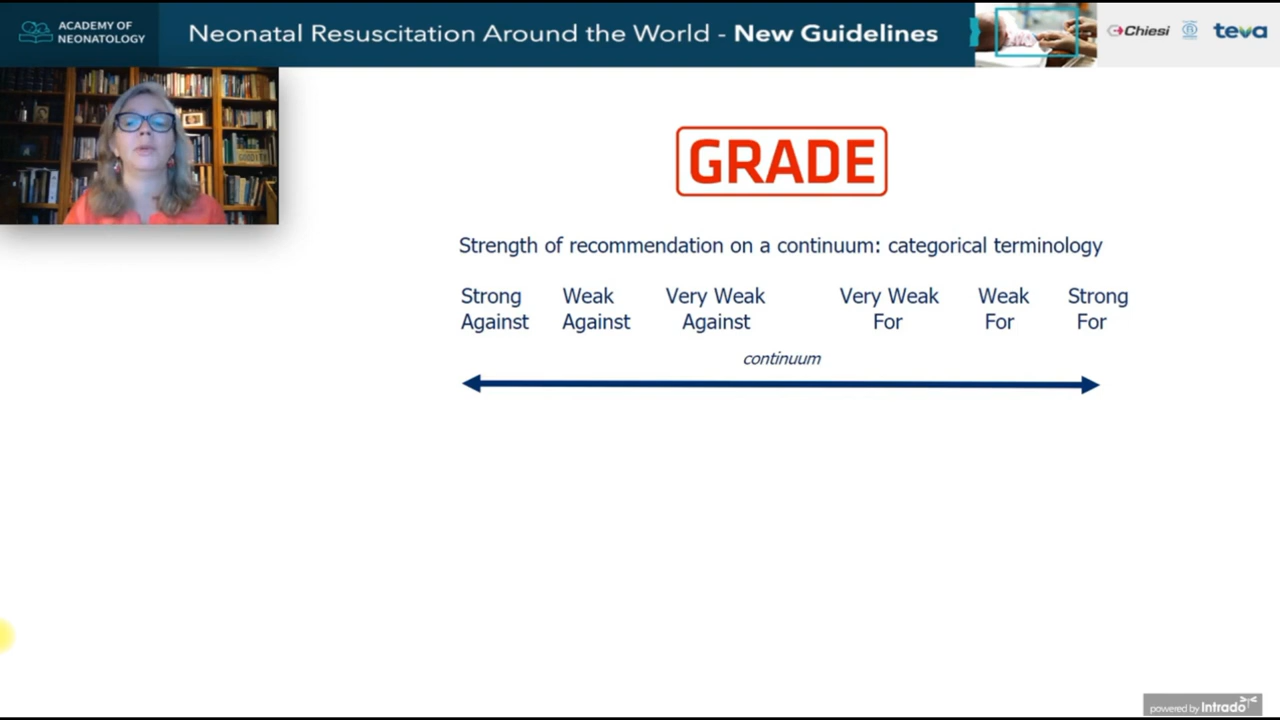 ACADEMY OF
NEONATOLOGY
Neonatal Resuscitation Around the World - New Guidelines
Chiesi
teva
GRADE
Strength of recommendation on a continuum: categorical terminology
Strong Weak Very Weak Very Weak Weak Strong
Against Against Against For For For
continuum
powered by Intrado